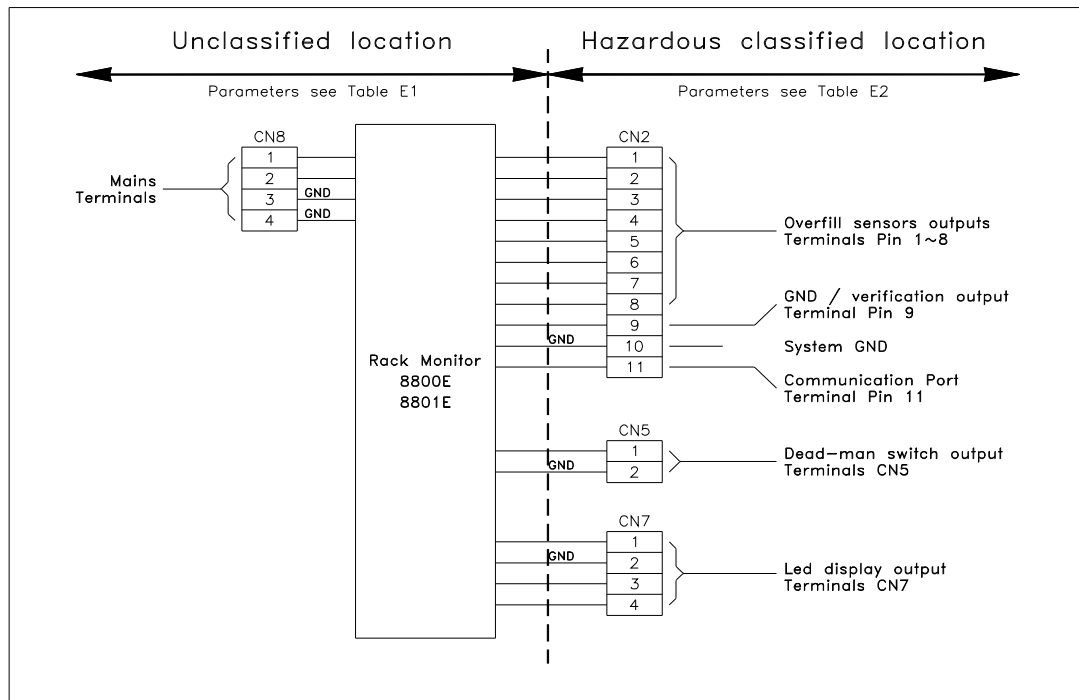 Unclassified location
Hazardous classified location
Parameters see Table E1
Parameters see Table E2
CN8
1
2
3
4
GND
GND
Mains
Terminals
Rack Monitor
8800E
8801E
CN2
1
2
3
4
5
6
7
8
9
10
11
GND
Overfill sensors outputs
Terminals Pin 1~8
GND / verification output
Terminal Pin 9
System GND
Communication Port
Terminal Pin 11
CN5
1
2
GND
Dead-man switch output
Terminals CN5
CN7
1
2
3
4
GND
Led display output
Terminals CN7